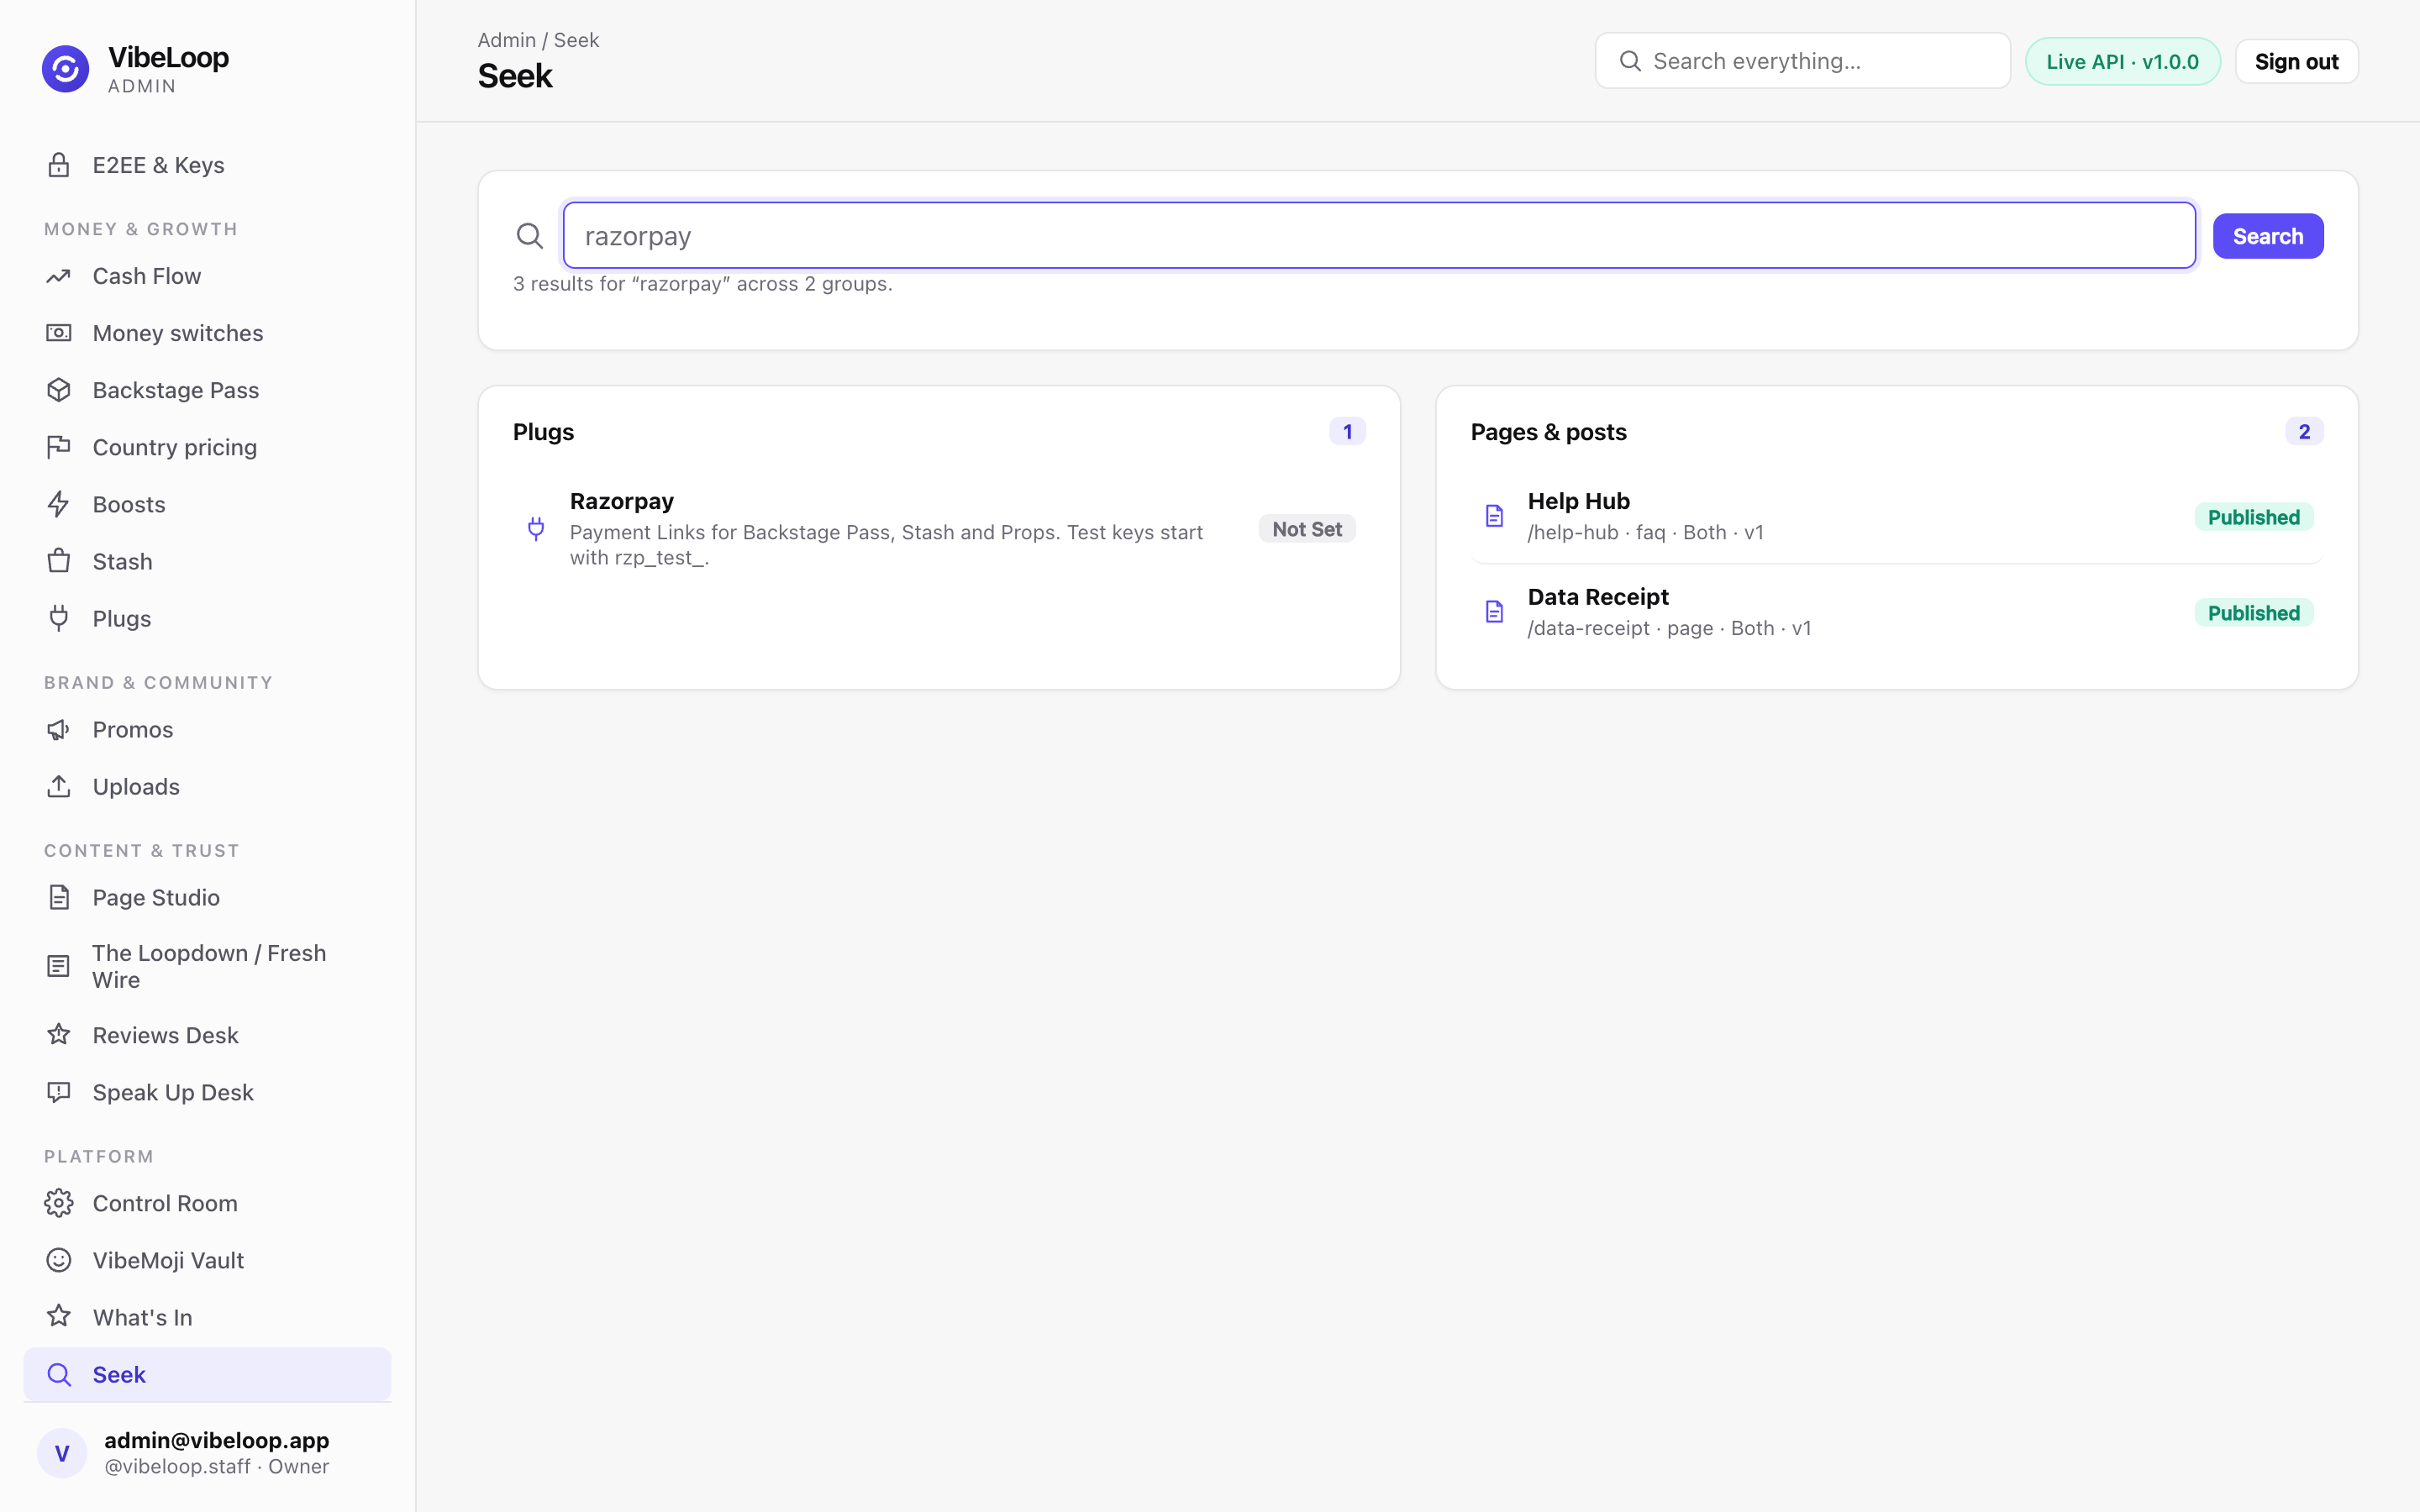 VibeLoop
ADMIN
E2EE & Keys
MONEY & GROWTH
Cash Flow
Money switches
Backstage Pass
Country pricing
Boosts
Stash
Plugs
BRAND & COMMUNITY
Promos
Uploads
CONTENT & TRUST
Page Studio
The Loopdown / Fresh
Wire
Reviews Desk
Speak Up Desk
PLATFORM
Control Room
VibeMoji Vault
What's In
Seek
V
admin@vibeloop.app
@vibeloop.staff · Owner
Admin / Seek
Seek
Search everything...
Live API · v1.0.0
Sign out
razorpay
Search
3 results for “razorpay” across 2 groups.
Plugs
1
Razorpay
Payment Links for Backstage Pass, Stash and Props. Test keys start
with rzp_test_.
Not Set
Pages & posts
2
Help Hub
/help-hub · faq · Both · v1
Published
Data Receipt
/data-receipt · page · Both · v1
Published